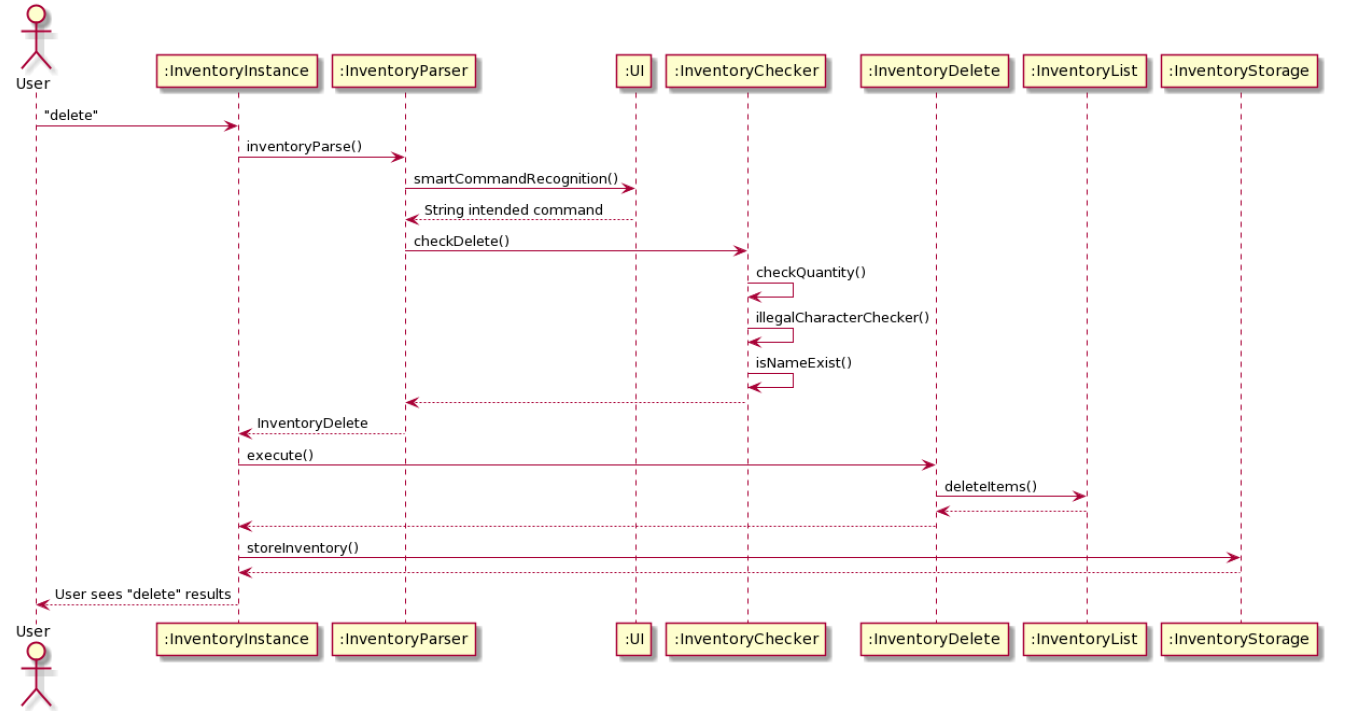 User
:InventoryInstance
:InventoryParser
:UI
:InventoryChecker
:InventoryDelete
:InventoryList
:InventoryStorage
"delete"
inventoryParse()
smartCommandRecognition()
String intended command
checkDelete()
checkQuantity()
illegalCharacterChecker()
isNameExist()
InventoryDelete
execute()
deleteItems()
storeInventory()
User sees "delete" results
User
:InventoryInstance
:InventoryParser
:UI
:InventoryChecker
:InventoryDelete
:InventoryList
:InventoryStorage